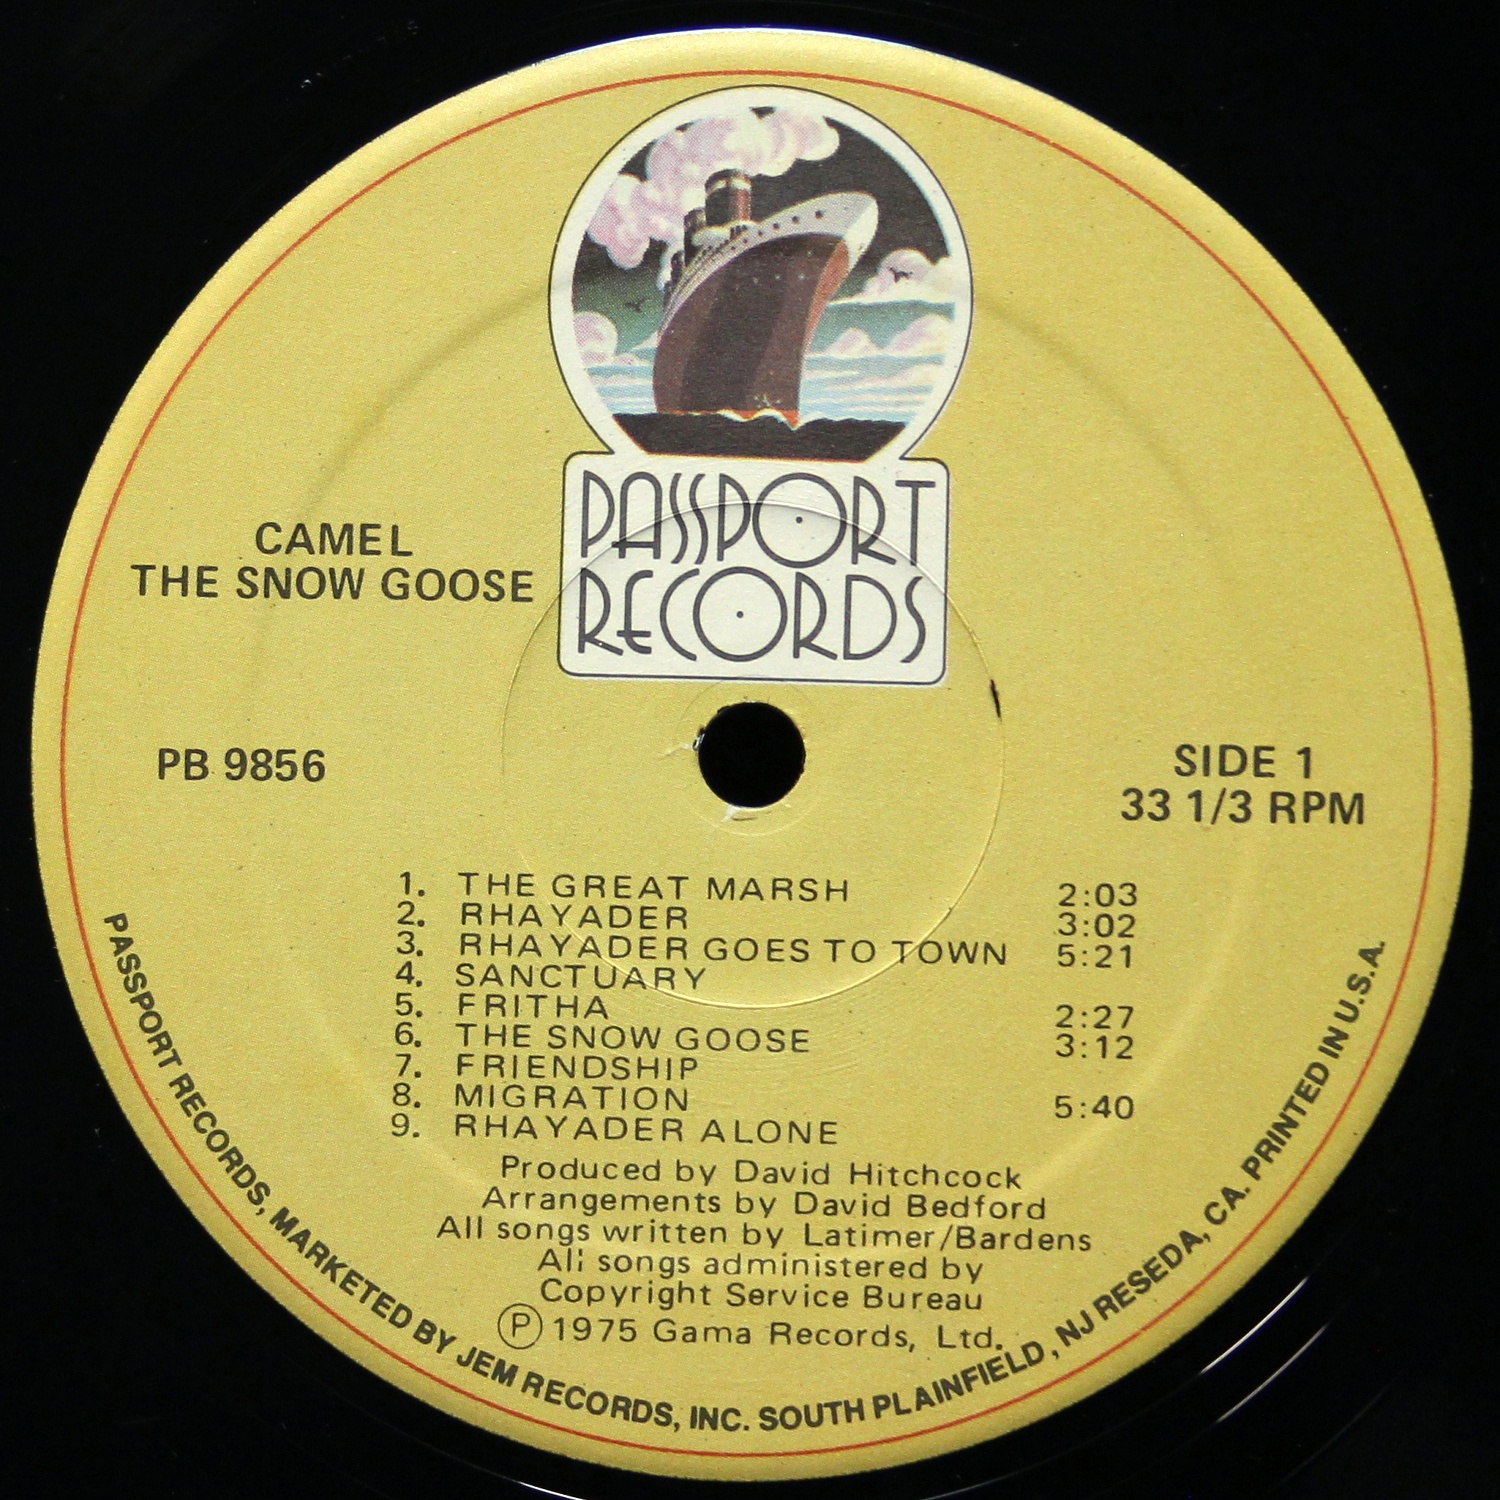 PASSPORT
RECORDS
CAMEL
THE SNOW GOOSE
PB 9856
SIDE 1
33 1/3 RPM
1. THE GREAT MARSH 2:03
2. RHAYADER 3:02
3. RHAYADER GOES TO TOWN 5:21
4. SANCTUARY
5. FRITHA 2:27
6. THE SNOW GOOSE 3:12
7. FRIENDSHIP
8. MIGRATION 5:40
9. RHAYADER ALONE
Produced by David Hitchcock
Arrangements by David Bedford
All songs written by Latimer/Bardens
All songs administered by
Copyright Service Bureau
Ⓟ 1975 Gama Records, Ltd.
PASSPORT RECORDS, MARKETED BY JEM RECORDS, INC. SOUTH PLAINFIELD, NJ RESEDA, CA. PRINTED IN U.S.A.